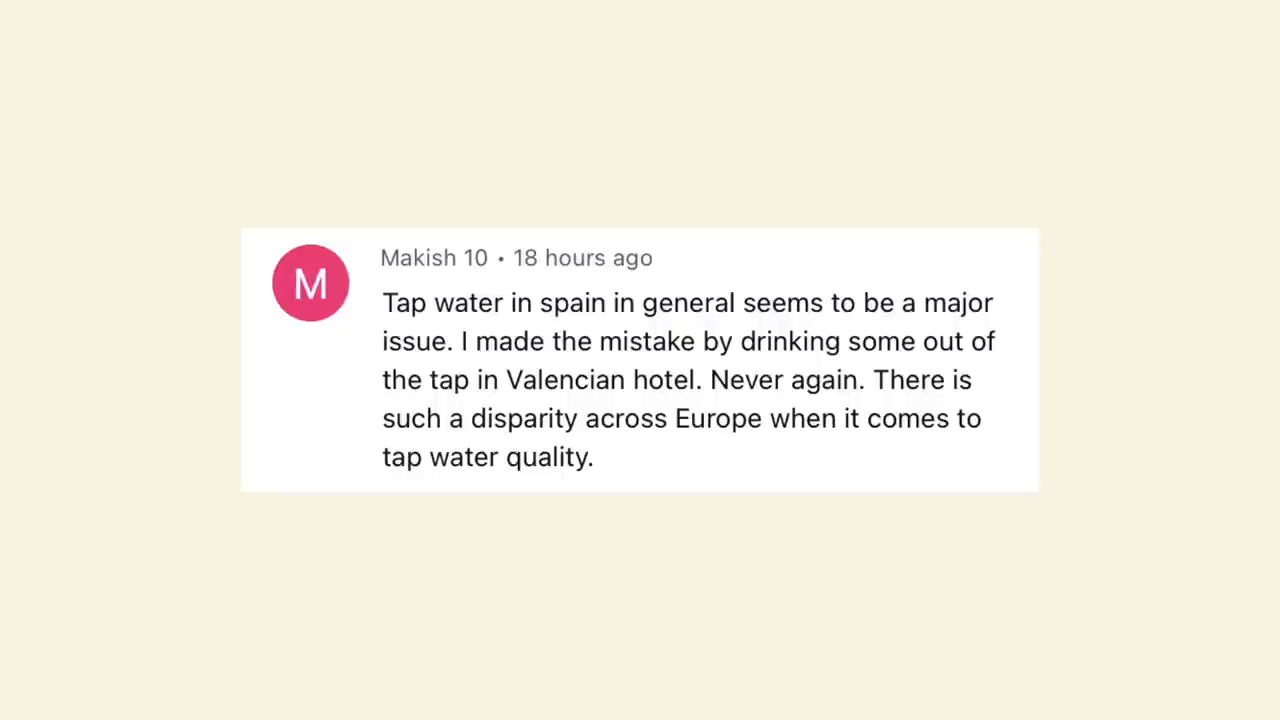 M
Makish 10 • 18 hours ago
Tap water in spain in general seems to be a major
issue. I made the mistake by drinking some out of
the tap in Valencian hotel. Never again. There is
such a disparity across Europe when it comes to
tap water quality.